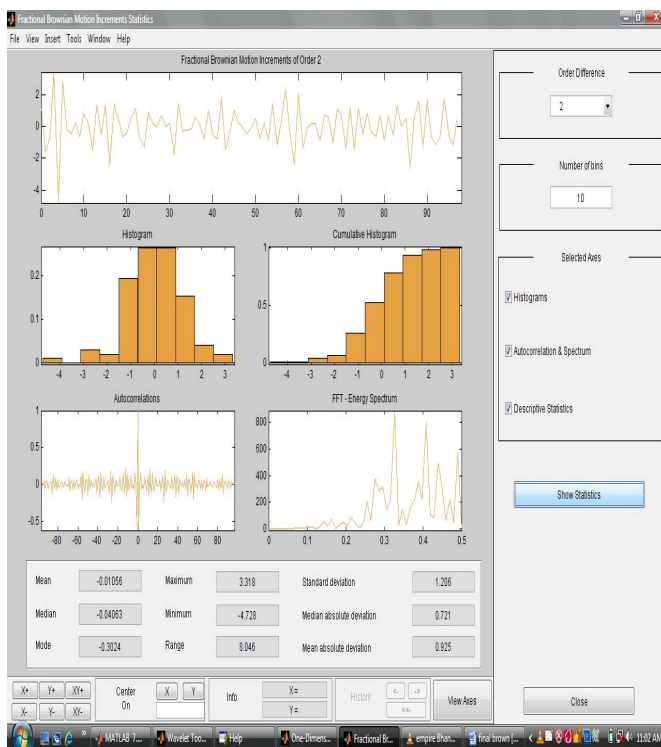 Fractional Brownian Motion Increments Statistics
File View Insert Tools Window Help
Fractional Brownian Motion Increments of Order 2
2
0
-2
-4
0 10 20 30 40 50 60 70 80 90
Histogram
0.2
0.1
0
-4 -3 -2 -1 0 1 2 3
Cumulative Histogram
1
0.5
0
-4 -3 -2 -1 0 1 2 3
Autocorrelations
1
0.5
0
-0.5
-80 -60 -40 -20 0 20 40 60 80
FFT - Energy Spectrum
800
600
400
200
0
0 0.1 0.2 0.3 0.4 0.5
Mean -0.01056 Maximum 3.318 Standard deviation 1.206
Median -0.04063 Minimum -4.728 Median absolute deviation 0.721
Mode -0.3024 Range 8.046 Mean absolute deviation 0.925
Order Difference
2
Number of bins
10
Selected Axes
Histograms
Autocorrelation & Spectrum
Descriptive Statistics
Show Statistics
X+ Y+ XY+
X- Y- XY-
Center
On
X Y
Info
X =
Y =
History
<- ->
<<-
View Axes
Close
MATLAB 7.... Wavelet Too... Help One-Dimens... Fractional Br... empire Bhan... final brown [... 11:02 AM